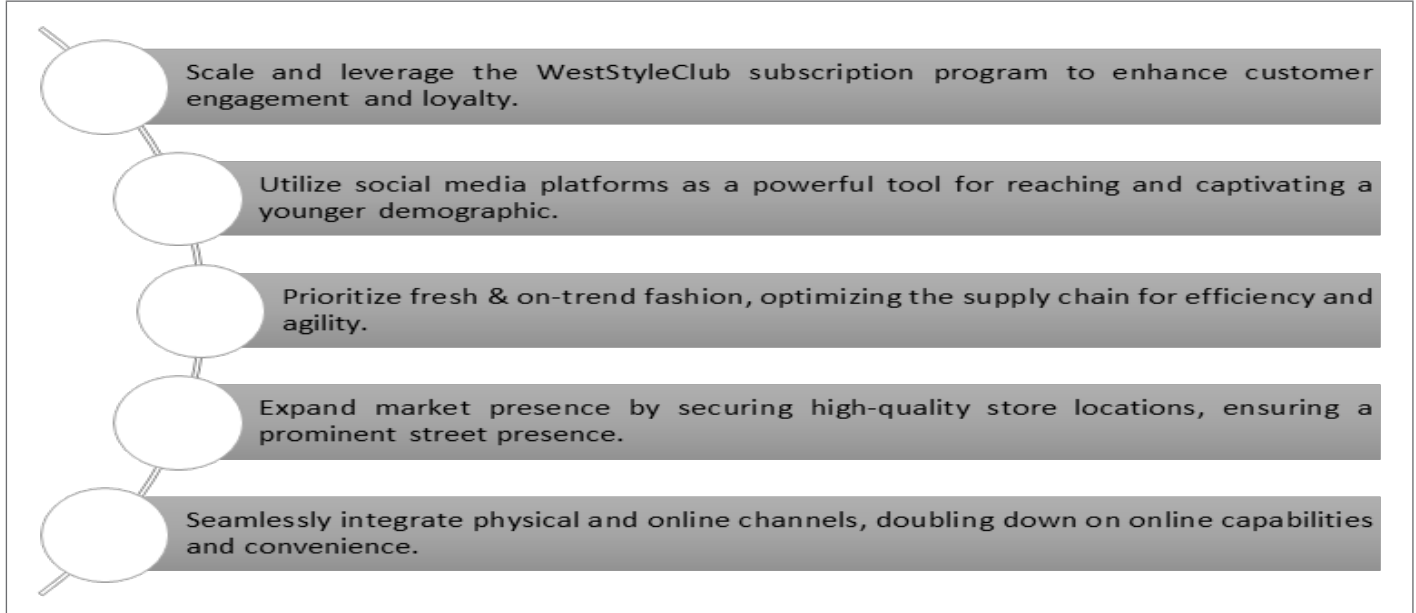 Scale and leverage the WestStyleClub subscription program to enhance customer
engagement and loyalty.
Utilize social media platforms as a powerful tool for reaching and captivating a
younger demographic.
Prioritize fresh & on-trend fashion, optimizing the supply chain for efficiency and
agility.
Expand market presence by securing high-quality store locations, ensuring a
prominent street presence.
Seamlessly integrate physical and online channels, doubling down on online capabilities
and convenience.